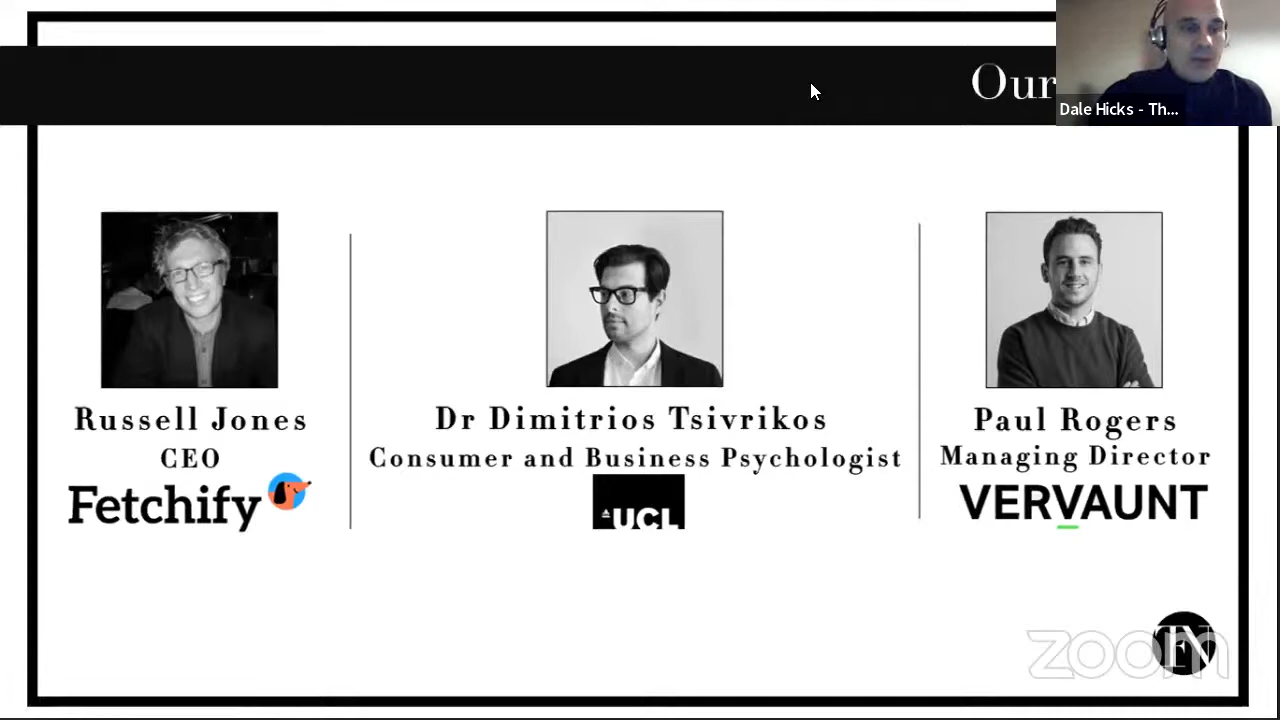 Our
Dale Hicks - Th...
Russell Jones
CEO
Fetchify
Dr Dimitrios Tsivrikos
Consumer and Business Psychologist
UCL
Paul Rogers
Managing Director
VERVAUNT
zoom
FN